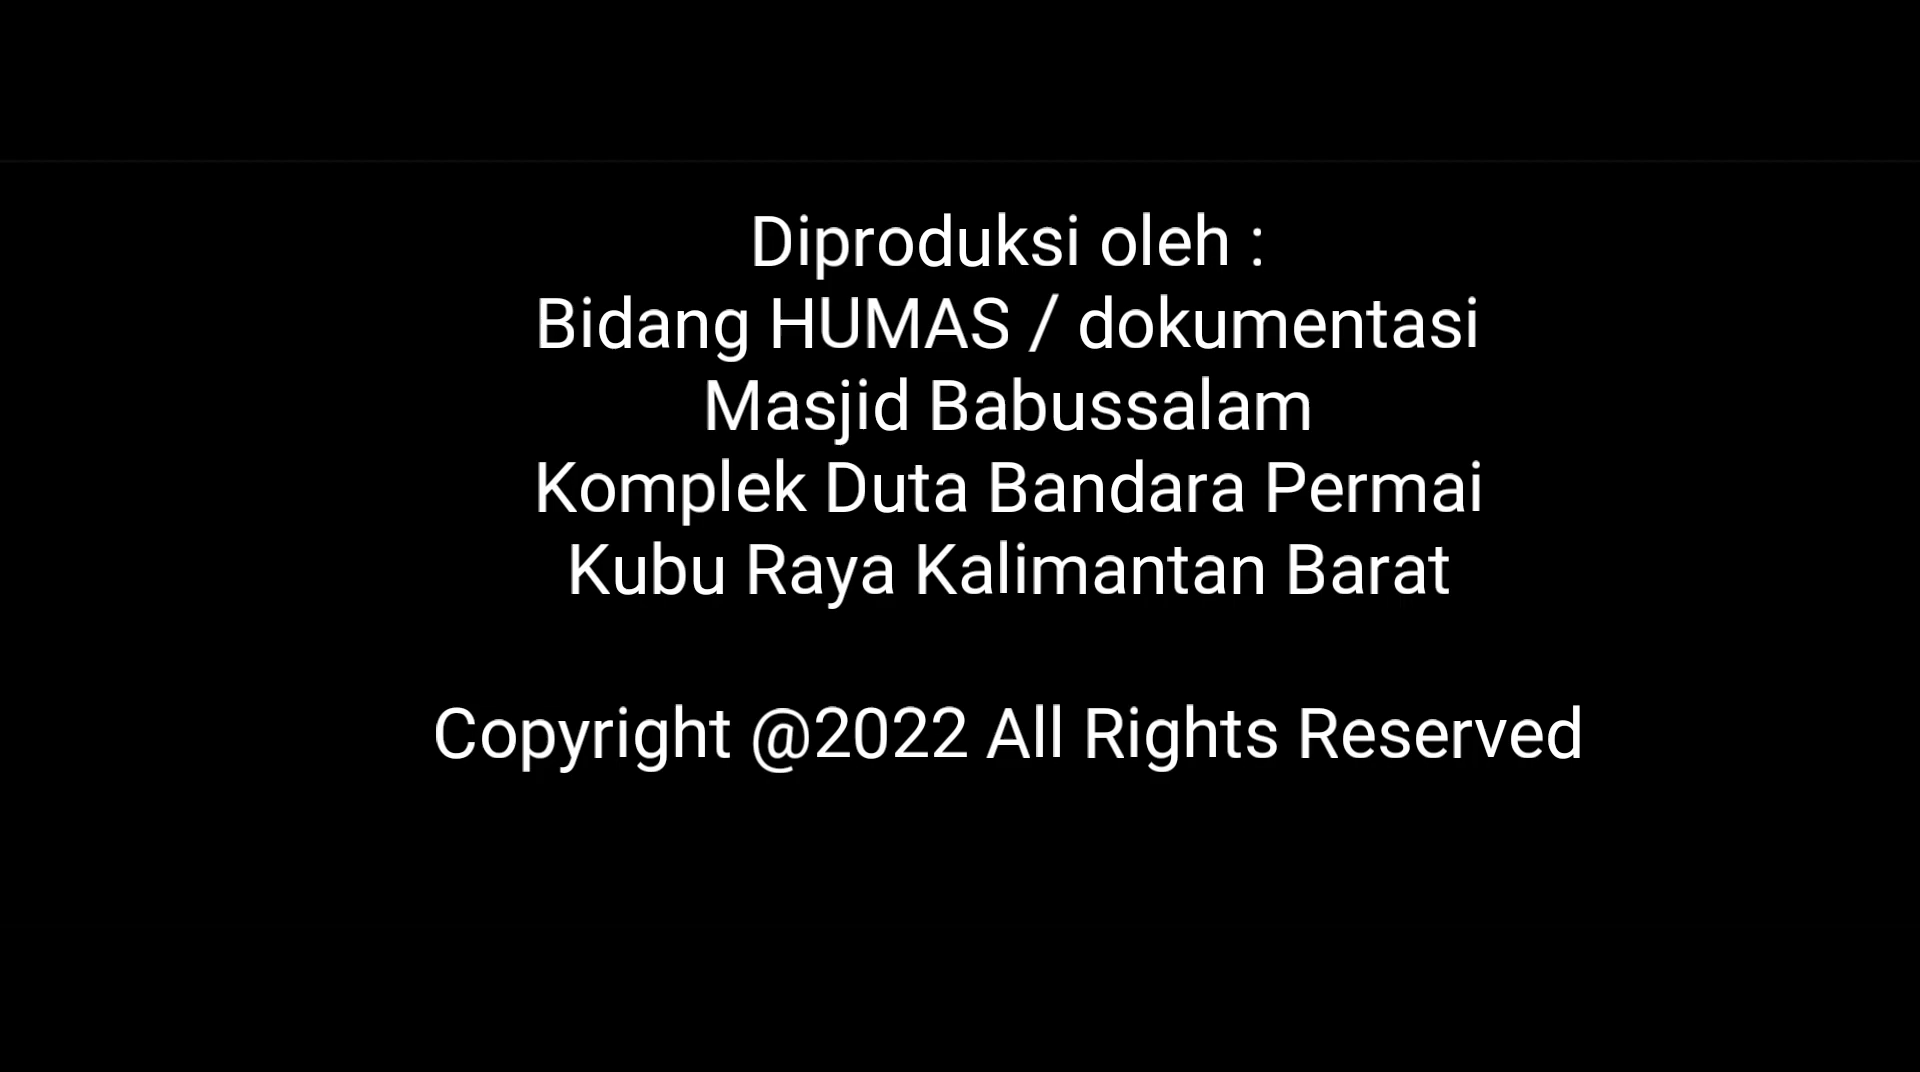 Diproduksi oleh :
Bidang HUMAS / dokumentasi
Masjid Babussalam
Komplek Duta Bandara Permai
Kubu Raya Kalimantan Barat
Copyright @2022 All Rights Reserved